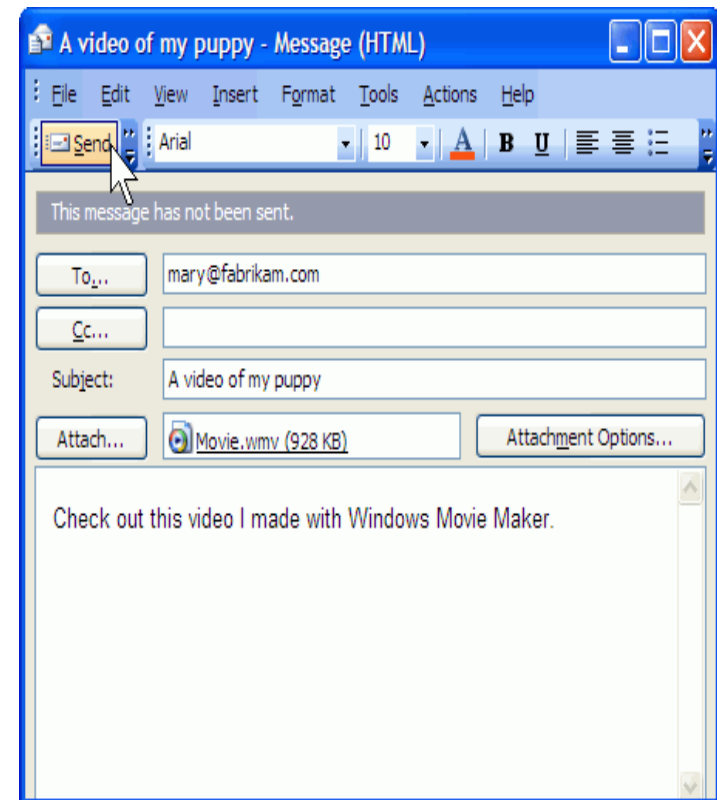 A video of my puppy - Message (HTML)
File Edit View Insert Format Tools Actions Help
Send Arial 10 A B U
This message has not been sent.
To... mary@fabrikam.com
Cc...
Subject: A video of my puppy
Attach... Movie.wmv (928 KB) Attachment Options...
Check out this video I made with Windows Movie Maker.